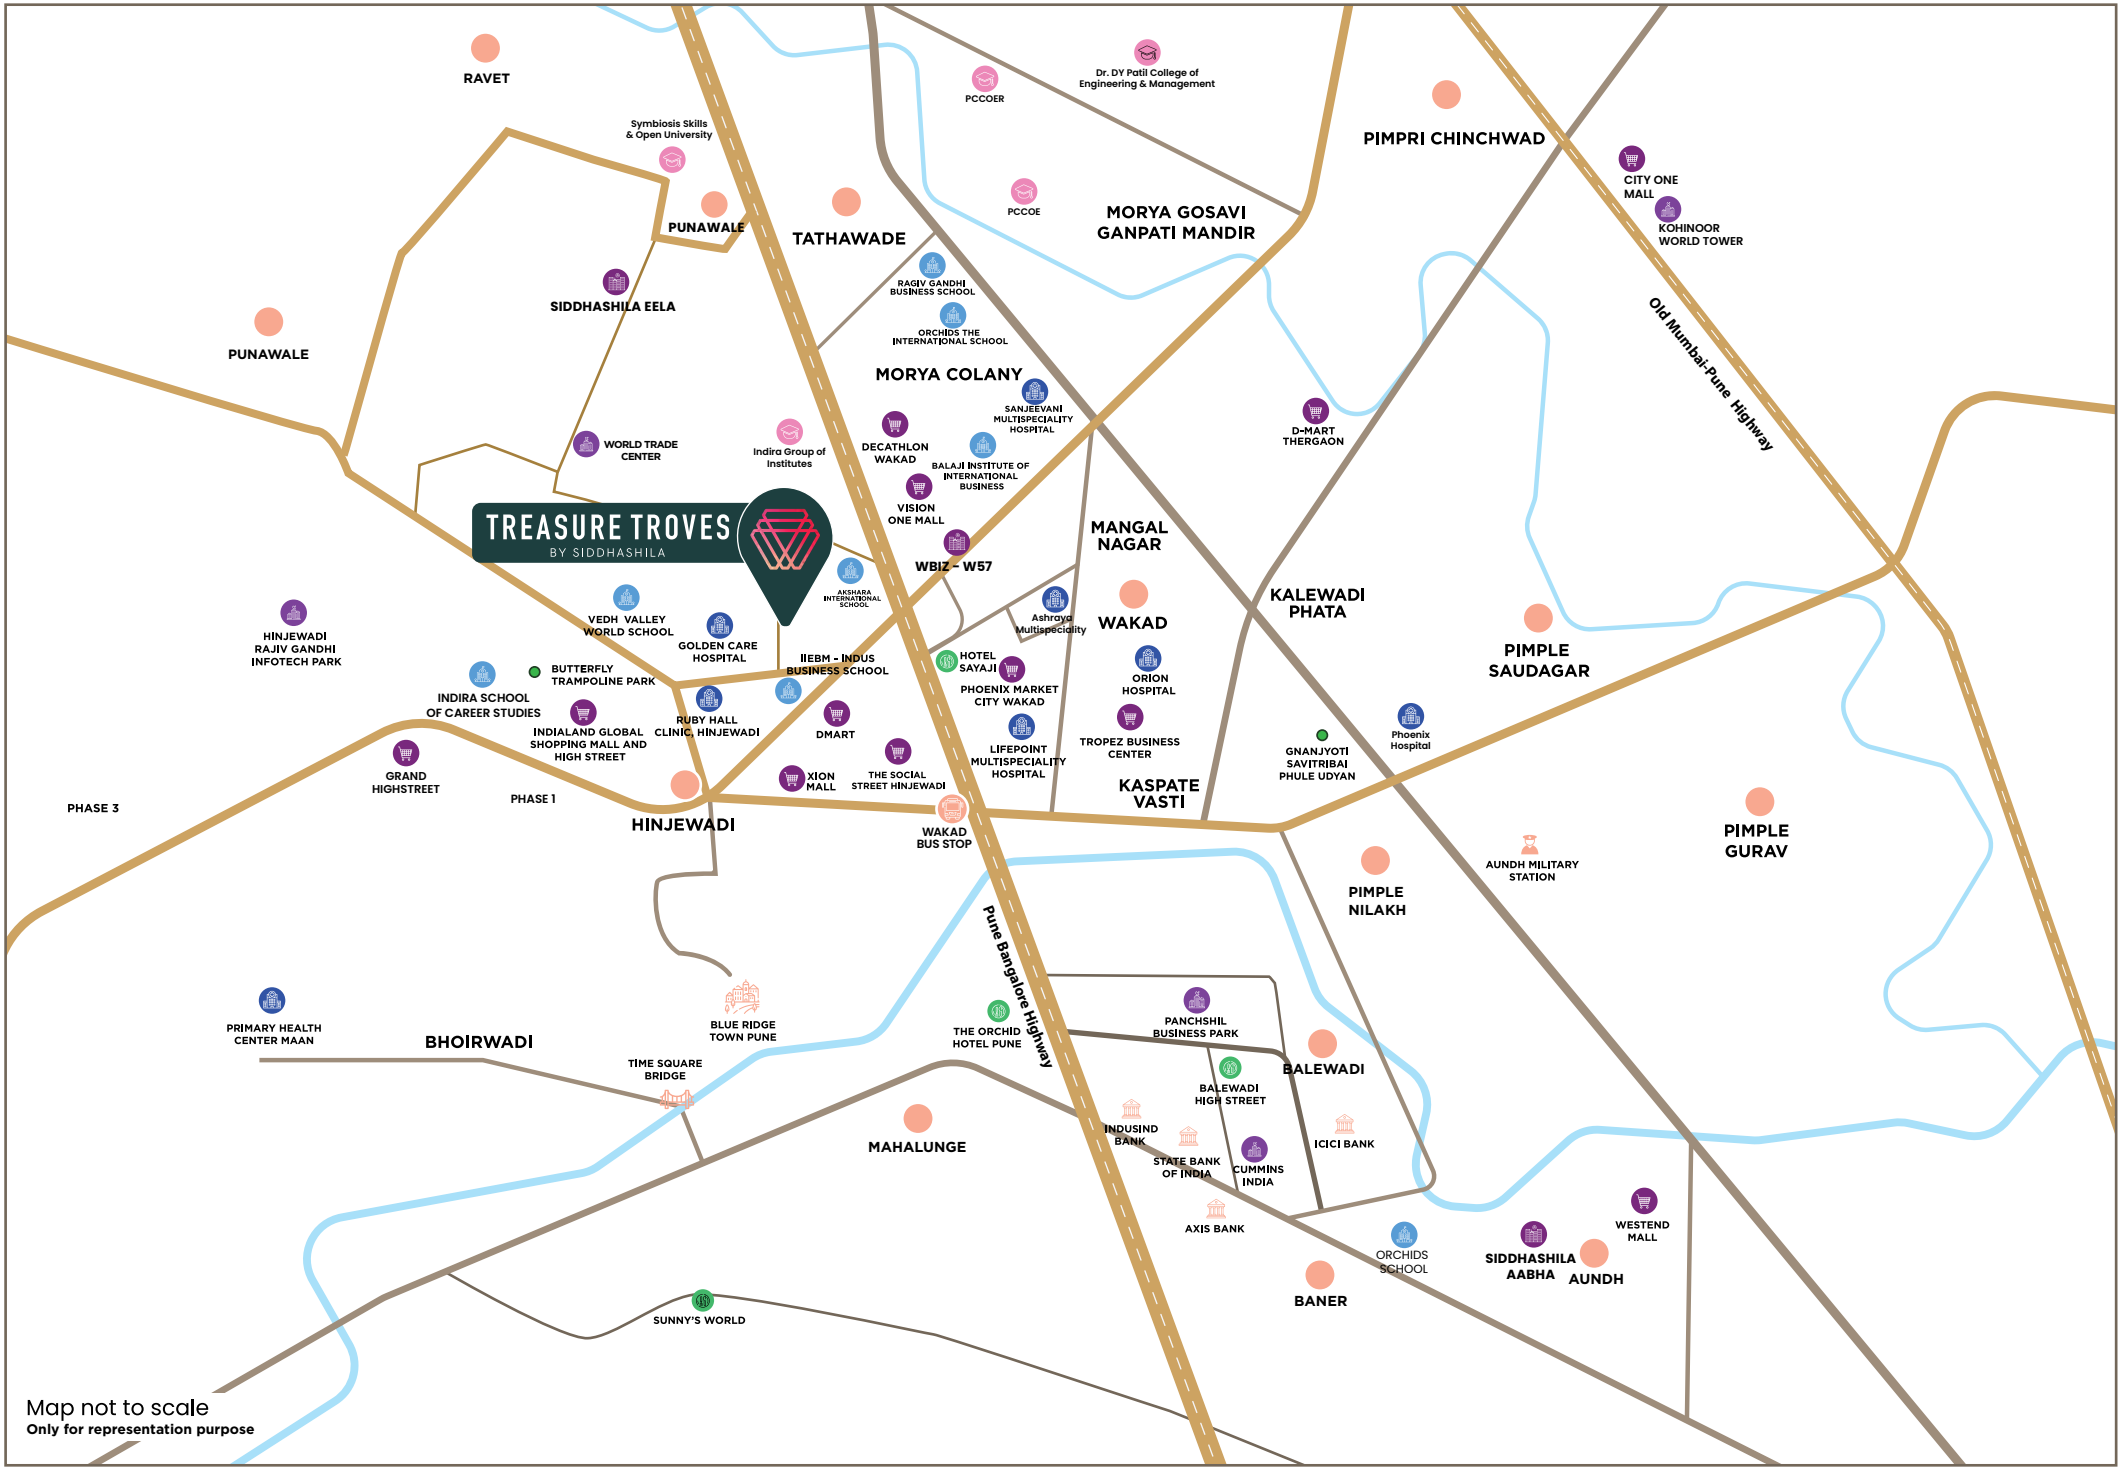 RAVET
Symbiosis Skills
& Open University
PUNAWALE
PCCOER
Dr. DY Patil College of
Engineering & Management
PIMPRI CHINCHWAD
CITY ONE
MALL
KOHINOOR
WORLD TOWER
PCCOE
MORYA GOSAVI
GANPATI MANDIR
TATHAWADE
RAGIV GANDHI
BUSINESS SCHOOL
ORCHIDS THE
INTERNATIONAL SCHOOL
SIDDHASHILA EELA
PUNAWALE
Old Mumbai-Pune Highway
MORYA COLANY
SANJEEVANI
MULTISPECIALITY
HOSPITAL
D-MART
THERGAON
WORLD TRADE
CENTER
Indira Group of
Institutes
DECATHLON
WAKAD
BALAJI INSTITUTE OF
INTERNATIONAL
BUSINESS
VISION
ONE MALL
TREASURE TROVES
BY SIDDHASHILA
MANGAL
NAGAR
WBIZ - W57
AKSHARA
INTERNATIONAL
SCHOOL
VEDH VALLEY
WORLD SCHOOL
GOLDEN CARE
HOSPITAL
Ashraya
Multispeciality
WAKAD
KALEWADI
PHATA
HINJEWADI
RAJIV GANDHI
INFOTECH PARK
PIMPLE
SAUDAGAR
IIEBM - INDUS
BUSINESS SCHOOL
HOTEL
SAYAJI
BUTTERFLY
TRAMPOLINE PARK
INDIRA SCHOOL
OF CAREER STUDIES
PHOENIX MARKET
CITY WAKAD
ORION
HOSPITAL
RUBY HALL
CLINIC, HINJEWADI
INDIALAND GLOBAL
SHOPPING MALL AND
HIGH STREET
DMART
LIFEPOINT
MULTISPECIALITY
HOSPITAL
TROPEZ BUSINESS
CENTER
Phoenix
Hospital
GNANJYOTI
SAVITRIBAI
PHULE UDYAN
GRAND
HIGHSTREET
XION
MALL
THE SOCIAL
STREET HINJEWADI
KASPATE
VASTI
PHASE 3
PHASE 1
HINJEWADI
WAKAD
BUS STOP
PIMPLE
GURAV
AUNDH MILITARY
STATION
PIMPLE
NILAKH
Pune Bangalore Highway
PRIMARY HEALTH
CENTER MAAN
BHOIRWADI
BLUE RIDGE
TOWN PUNE
THE ORCHID
HOTEL PUNE
PANCHSHIL
BUSINESS PARK
BALEWADI
TIME SQUARE
BRIDGE
BALEWADI
HIGH STREET
INDUSIND
BANK
ICICI BANK
MAHALUNGE
STATE BANK
OF INDIA
CUMMINS
INDIA
AXIS BANK
WESTEND
MALL
ORCHIDS
SCHOOL
SIDDHASHILA
AABHA
AUNDH
BANER
SUNNY'S WORLD
Map not to scale
Only for representation purpose